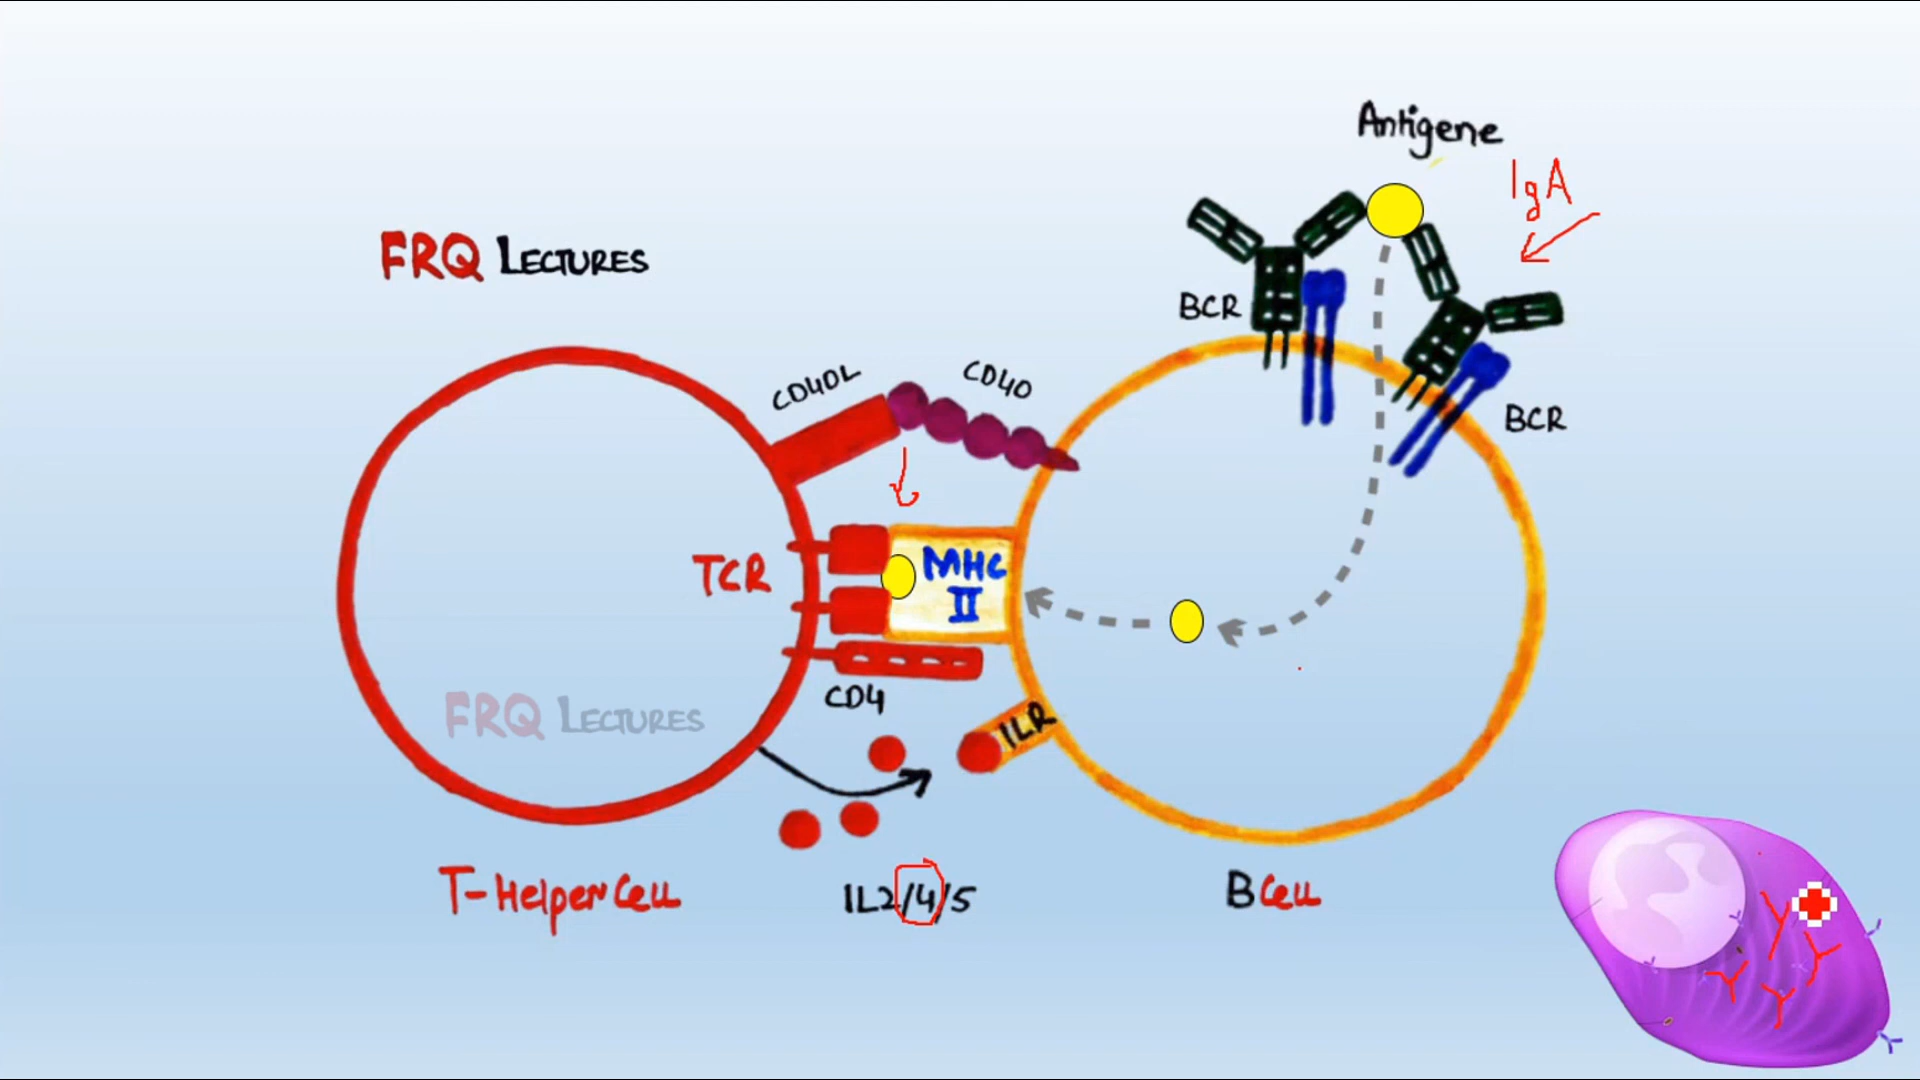 Antigene
IgA
FRQ LECTURES
BCR
CD40L
CD40
BCR
TCR
MHC
II
CD4
FRQ LECTURES
ILR
T-Helper Cell
IL2/4/5
B Cell